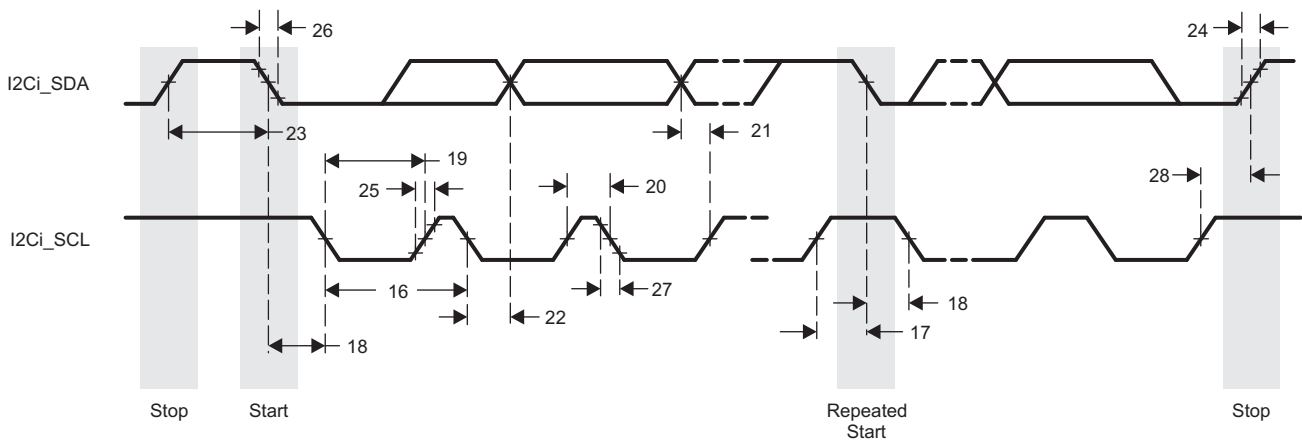 26
24
I2Ci_SDA
23
21
19
25
20
28
I2Ci_SCL
16
27
22
18
17
18
Stop
Start
Repeated
Start
Stop